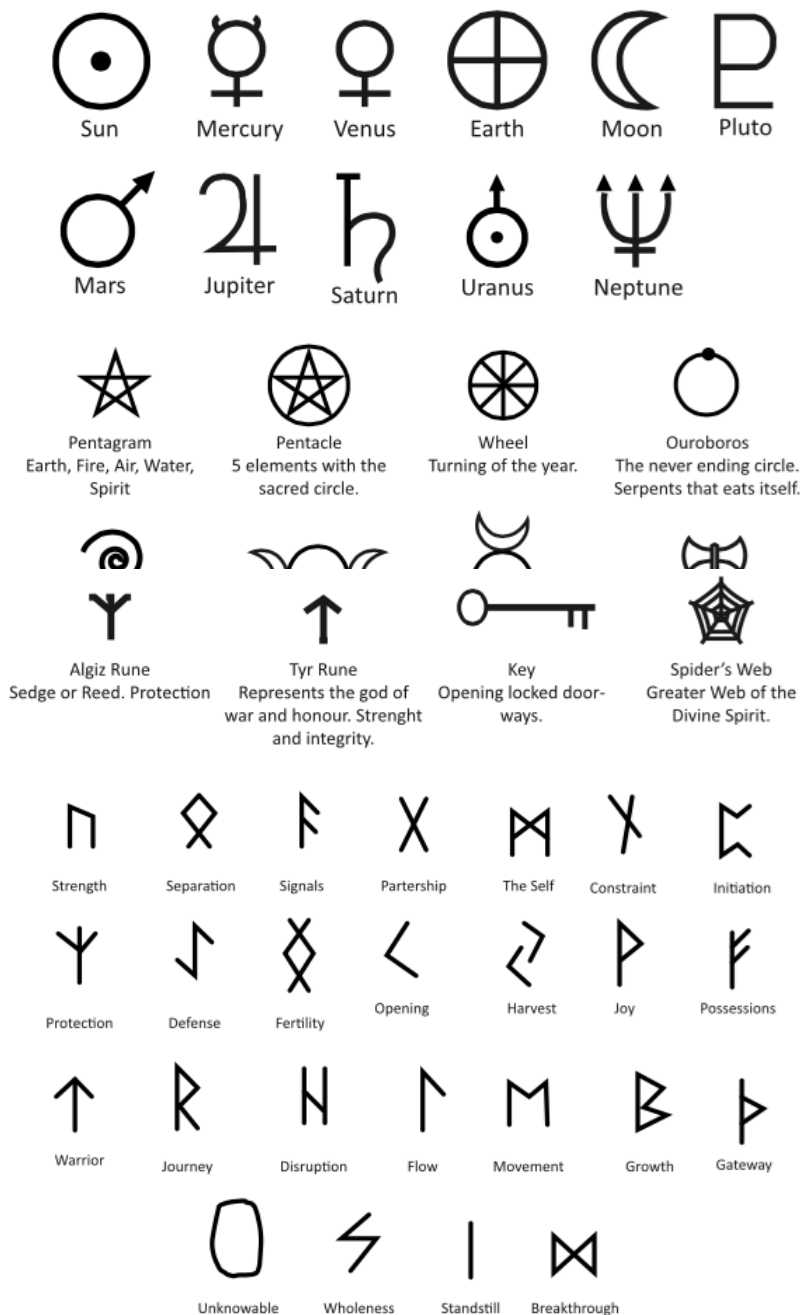 Sun Mercury Venus Earth Moon Pluto
Mars Jupiter Saturn Uranus Neptune
Pentagram Pentacle Wheel Ouroboros
Earth, Fire, Air, Water, 5 elements with the Turning of the year. The never ending circle.
Spirit sacred circle. Serpents that eats itself.
Algiz Rune Tyr Rune Key Spider's Web
Sedge or Reed. Protection Represents the god of Opening locked door- Greater Web of the
war and honour. Strenght ways. Divine Spirit.
and integrity.
Strength Separation Signals Partership The Self Constraint Initiation
Protection Defense Fertility Opening Harvest Joy Possessions
Warrior Journey Disruption Flow Movement Growth Gateway
Unknowable Wholeness Standstill Breakthrough